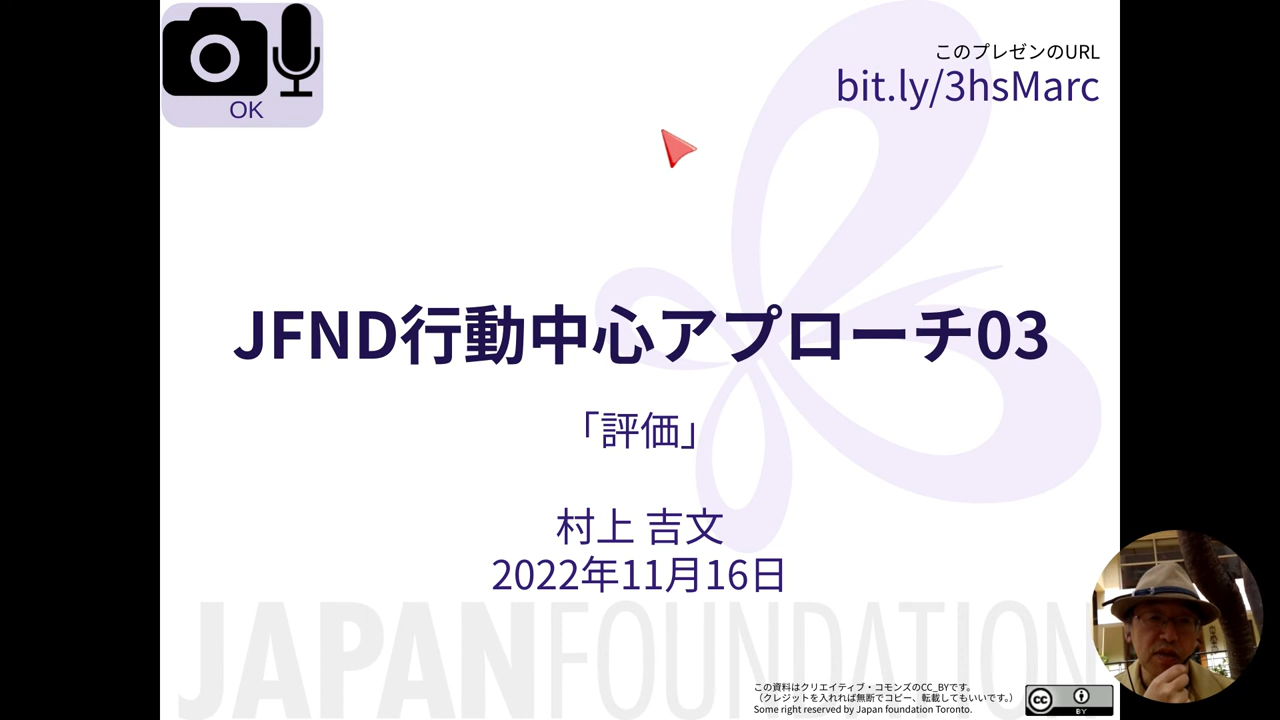 OK
このプレゼンのURL
bit.ly/3hsMarc
JFND行動中心アプローチ03
「評価」
村上 吉文
2022年11月16日
JAPANFOUNDATION
この資料はクリエイティブ・コモンズのCC_BYです。
（クレジットを入れれば無断でコピー、転載してもいいです。）
Some right reserved by Japan foundation Toronto.
cc
BY